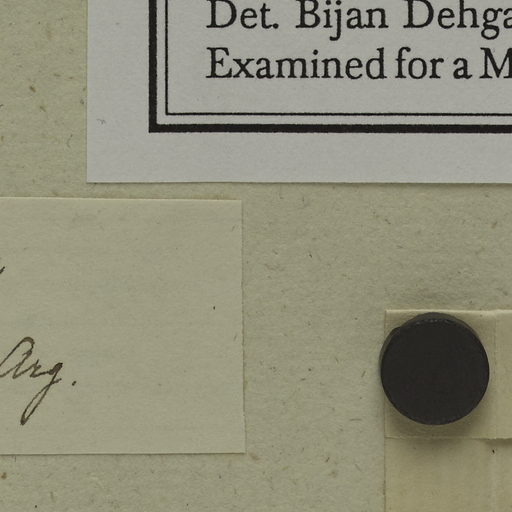 Det. Bijan Dehga
Examined for a M
Arg.